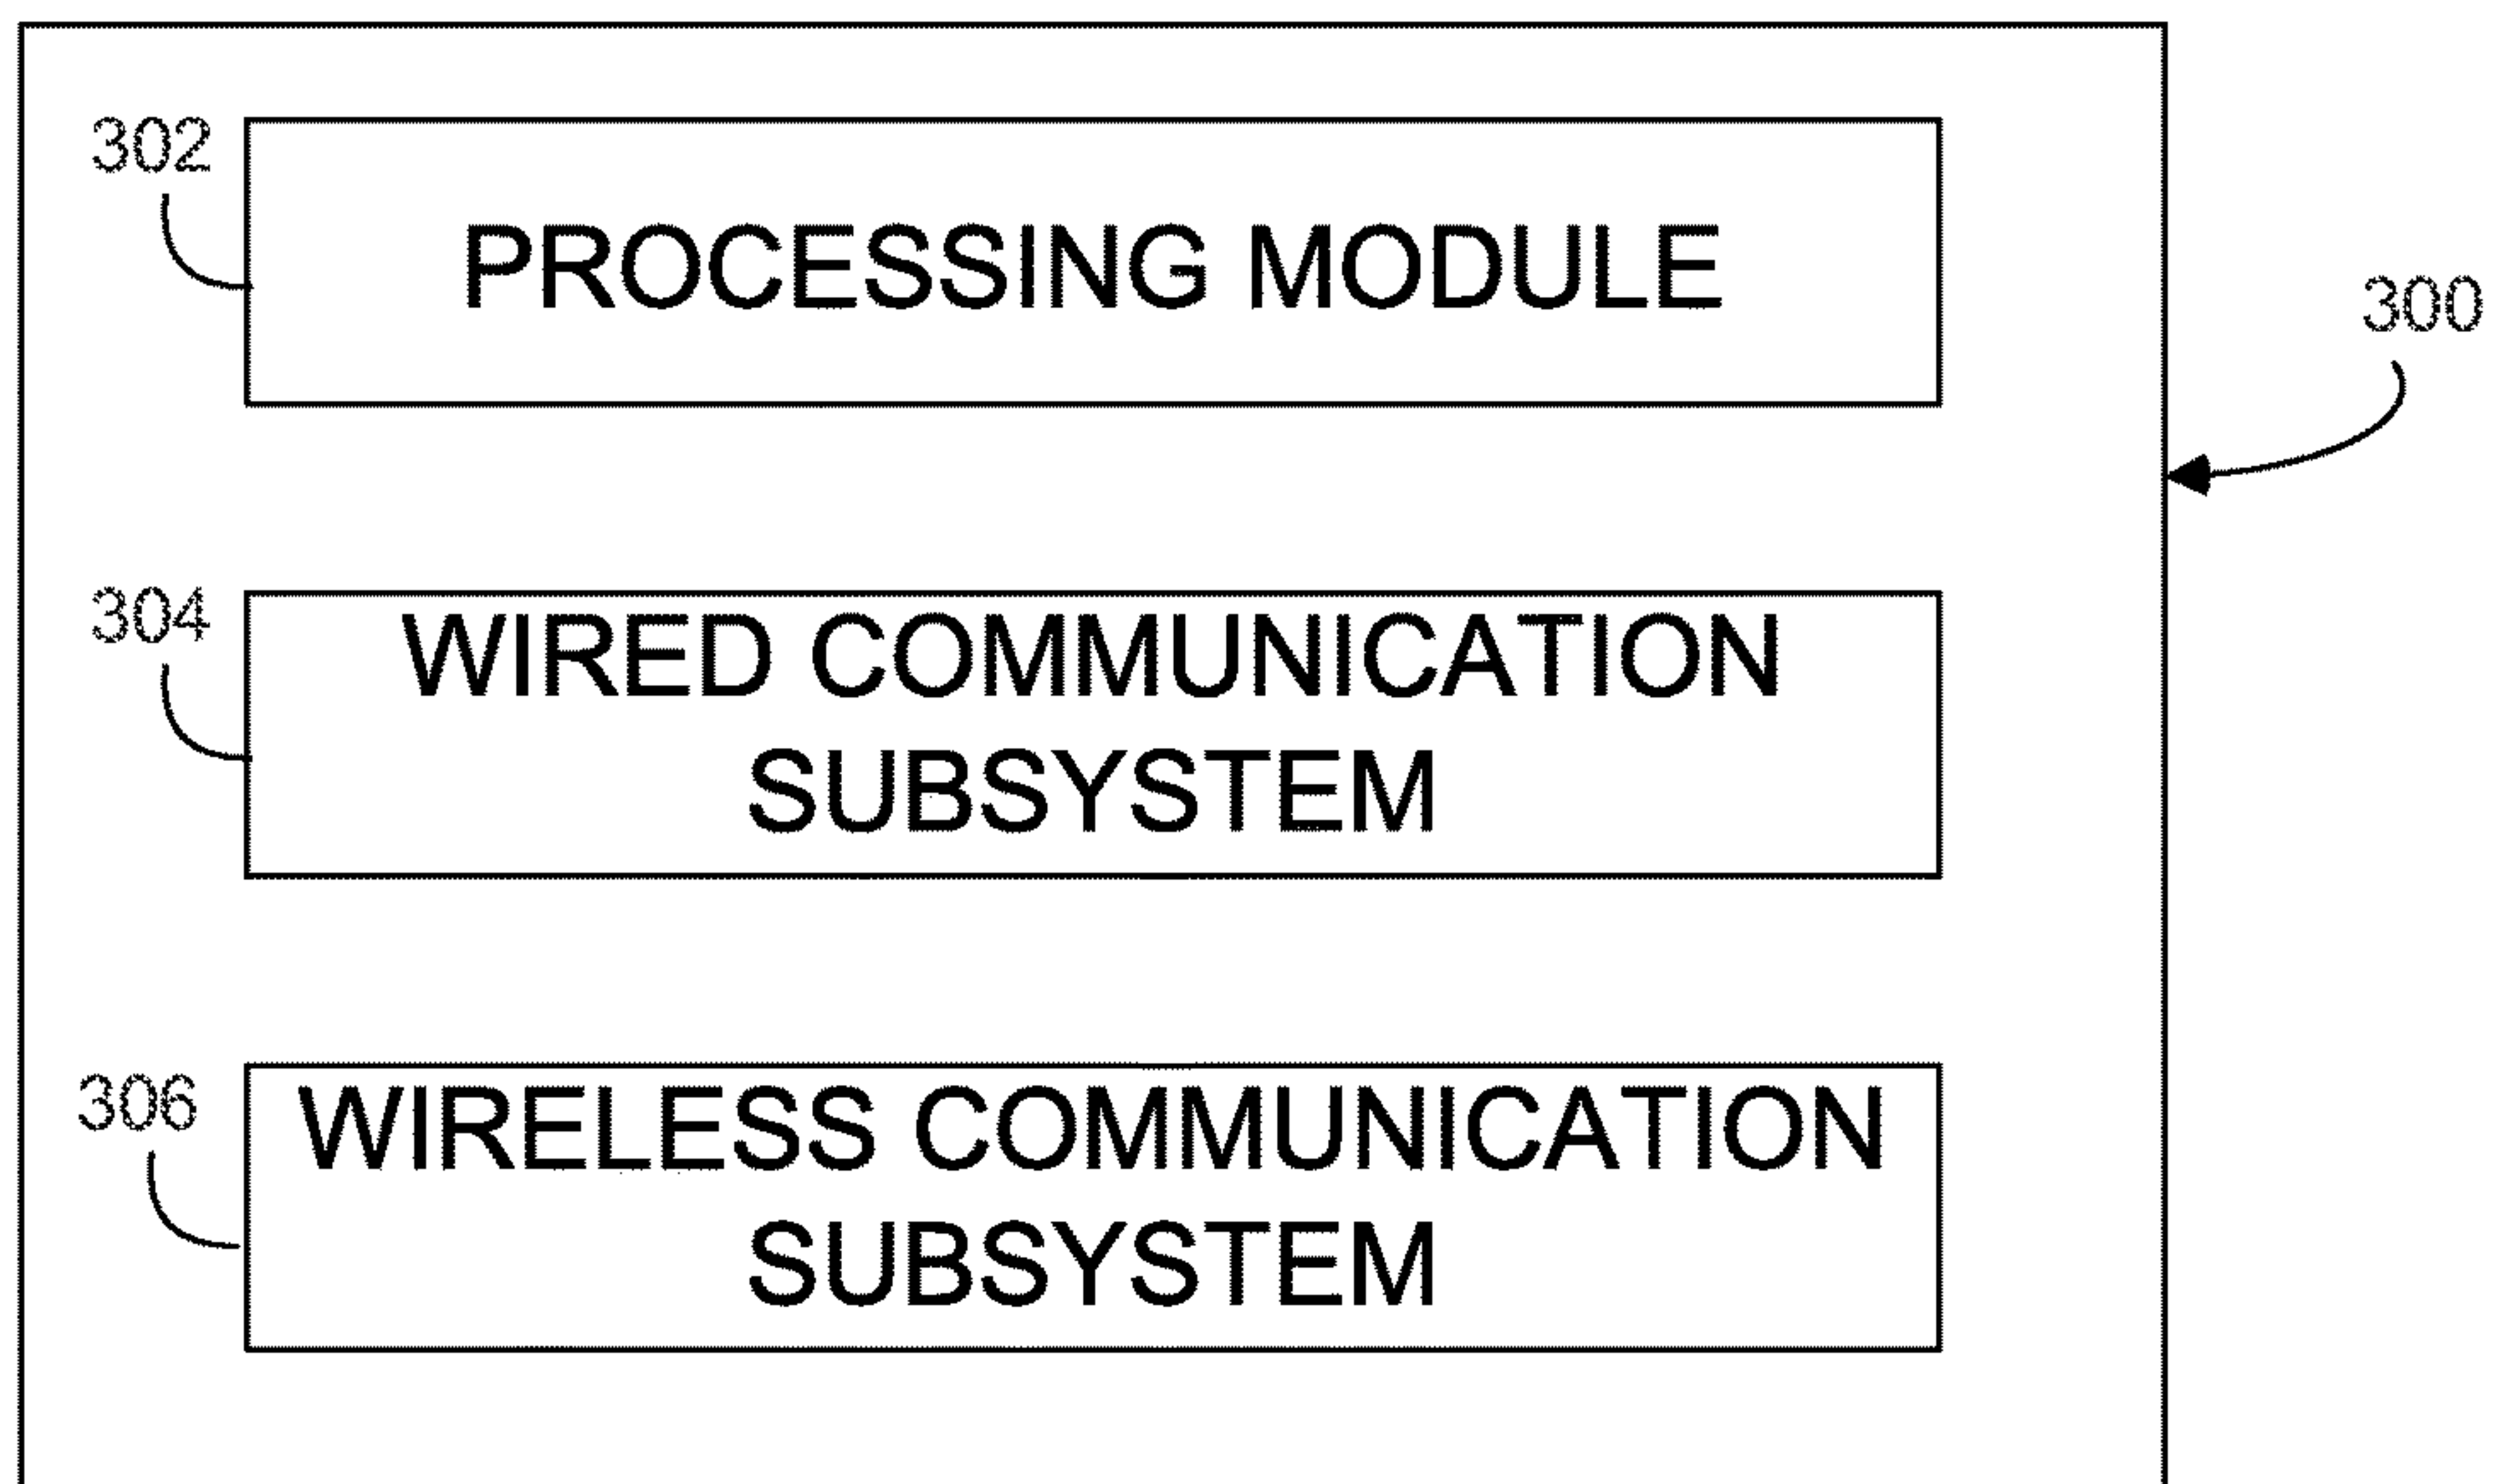 302
PROCESSING MODULE
300
304
WIRED COMMUNICATION
SUBSYSTEM
306
WIRELESS COMMUNICATION
SUBSYSTEM